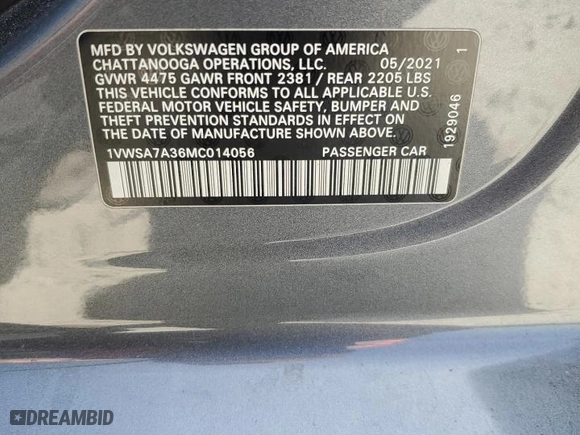 MFD BY VOLKSWAGEN GROUP OF AMERICA
CHATTANOOGA OPERATIONS, LLC. 05/2021
GVWR 4475 GAWR FRONT 2381 / REAR 2205 LBS
THIS VEHICLE CONFORMS TO ALL APPLICABLE U.S.
FEDERAL MOTOR VEHICLE SAFETY, BUMPER AND
THEFT PREVENTION STANDARDS IN EFFECT ON THE
DATE OF MANUFACTURE SHOWN ABOVE.
1VWSA7A36MC014056 PASSENGER CAR
1929046 1
DREAMBID